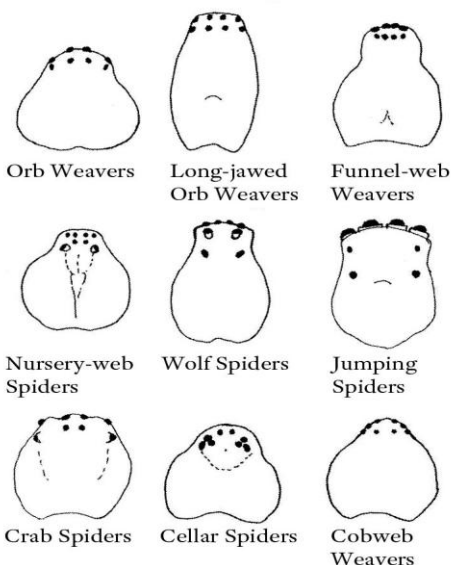 Orb Weavers
Long-jawed
Orb Weavers
Funnel-web
Weavers
Nursery-web
Spiders
Wolf Spiders
Jumping
Spiders
Crab Spiders
Cellar Spiders
Cobweb
Weavers